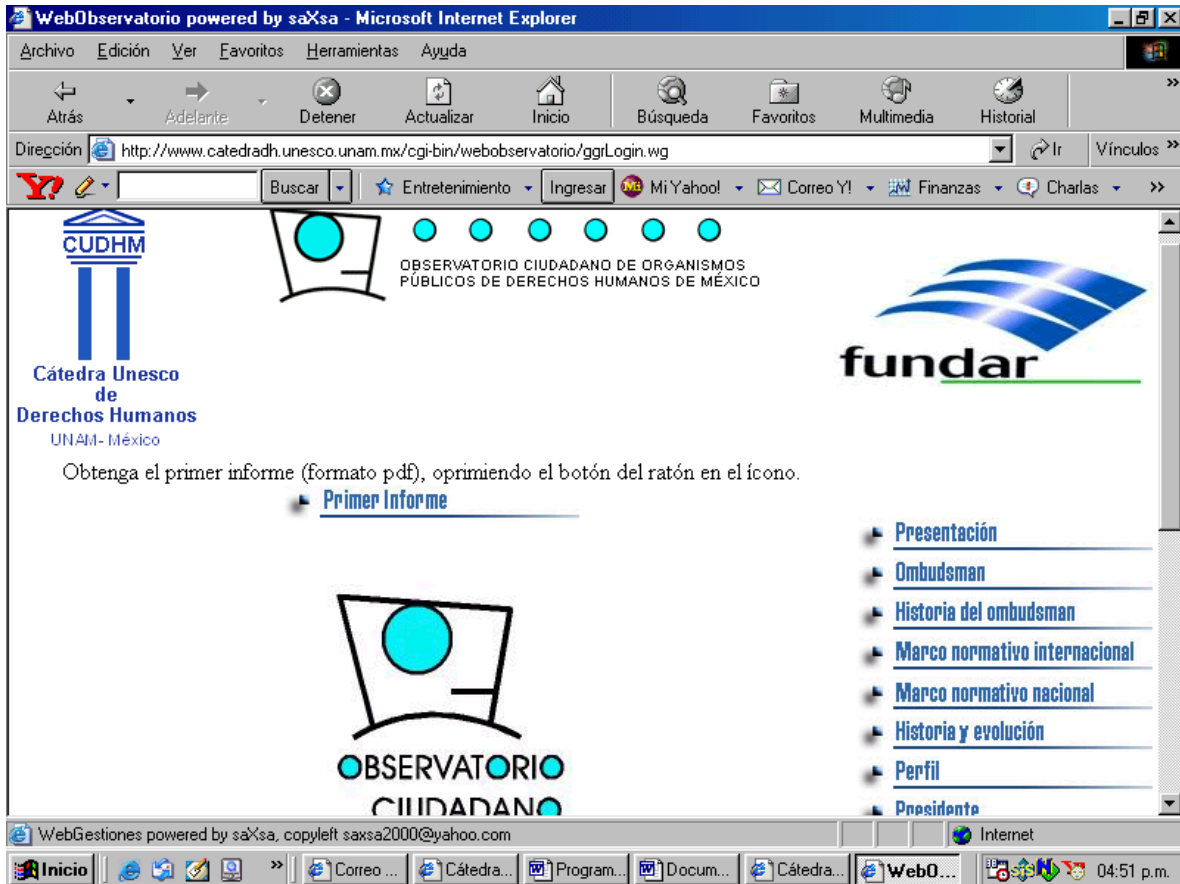 WebObservatorio powered by saXsa - Microsoft Internet Explorer
Archivo Edición Ver Favoritos Herramientas Ayuda
Atrás Adelante Detener Actualizar Inicio Búsqueda Favoritos Multimedia Historial »
Dirección http://www.catedradh.unesco.unam.mx/cgi-bin/webobservatorio/ggrLogin.wg Ir Vínculos »
Y! Buscar Entretenimiento Ingresar Mi Yahoo! Correo Y! Finanzas Charlas »
CUDHM
Cátedra Unesco
de
Derechos Humanos
UNAM- México
OBSERVATORIO CIUDADANO DE ORGANISMOS
PÚBLICOS DE DERECHOS HUMANOS DE MÉXICO
fundar
Obtenga el primer informe (formato pdf), oprimiendo el botón del ratón en el ícono.
Primer Informe
OBSERVATORIO
CIUDADANO
Presentación
Ombudsman
Historia del ombudsman
Marco normativo internacional
Marco normativo nacional
Historia y evolución
Perfil
Presidente
WebGestiones powered by saXsa, copyleft saxsa2000@yahoo.com Internet
Inicio » Correo ... Cátedra... Program... Docum... Cátedra... WebO... 04:51 p.m.